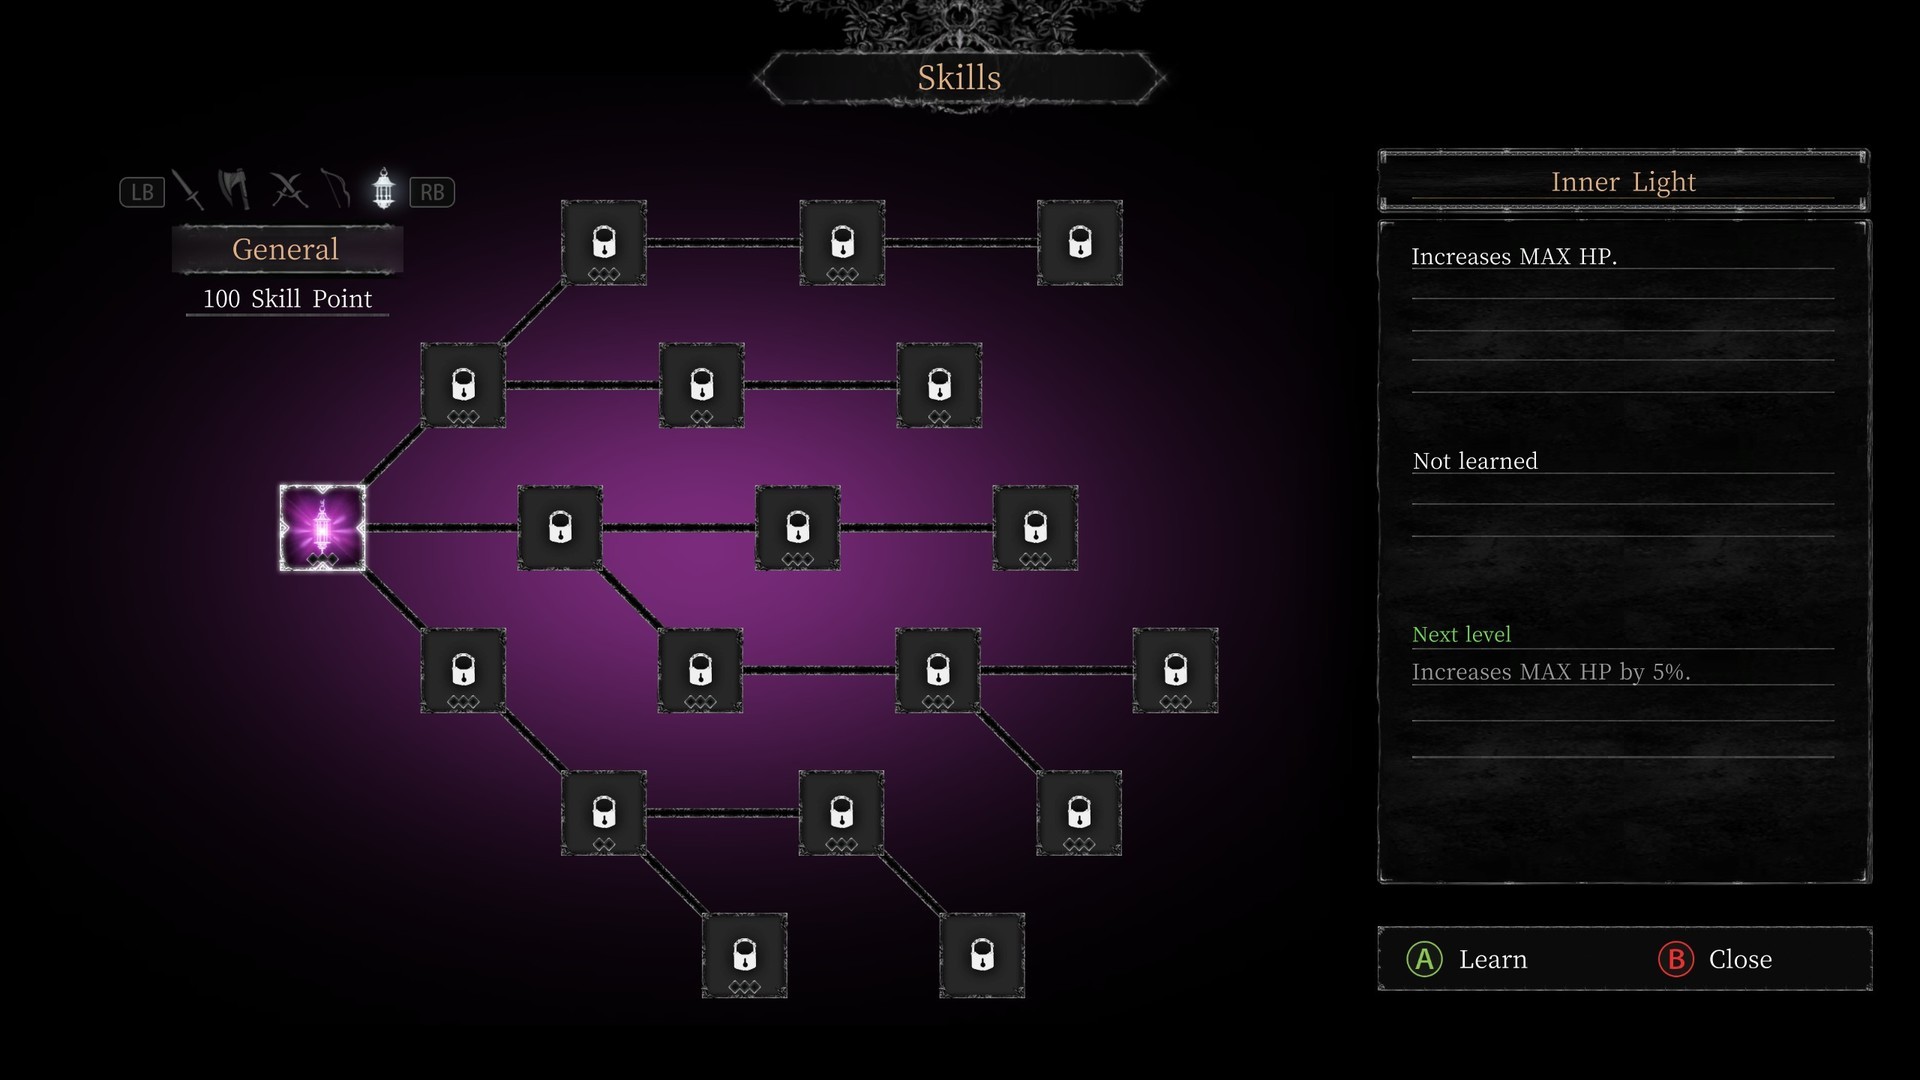 Skills
LB RB
General
100 Skill Point
Inner Light
Increases MAX HP.
Not learned
Next level
Increases MAX HP by 5%.
A Learn B Close